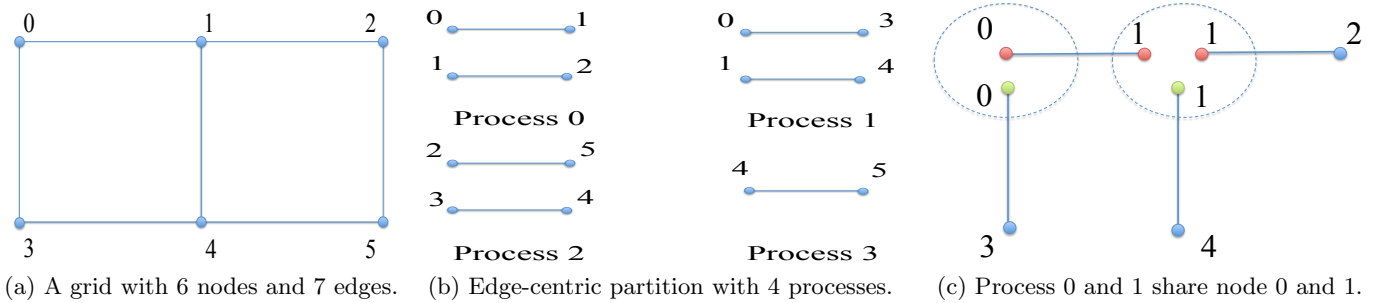 0 1 2
3 4 5
(a) A grid with 6 nodes and 7 edges.
0 1
1 2
Process 0
0 3
1 4
Process 1
2 5
3 4
Process 2
4 5
Process 3
(b) Edge-centric partition with 4 processes.
0 1 1 2
0 1
3 4
(c) Process 0 and 1 share node 0 and 1.